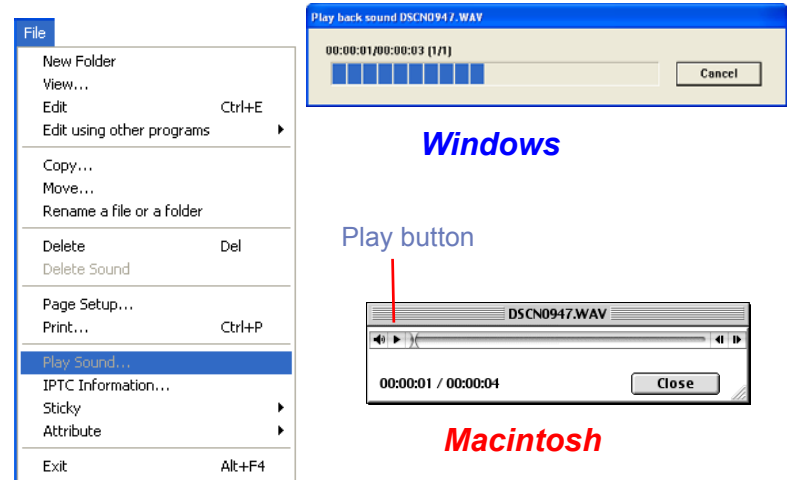 File
New Folder
View...
Edit Ctrl+E
Edit using other programs
Copy...
Move...
Rename a file or a folder
Delete Del
Delete Sound
Page Setup...
Print... Ctrl+P
Play Sound...
IPTC Information...
Sticky
Attribute
Exit Alt+F4
Play back sound DSCN0947.WAV
00:00:01/00:00:03 (1/1)
Cancel
Windows
Play button
DSCN0947.WAV
00:00:01 / 00:00:04 Close
Macintosh